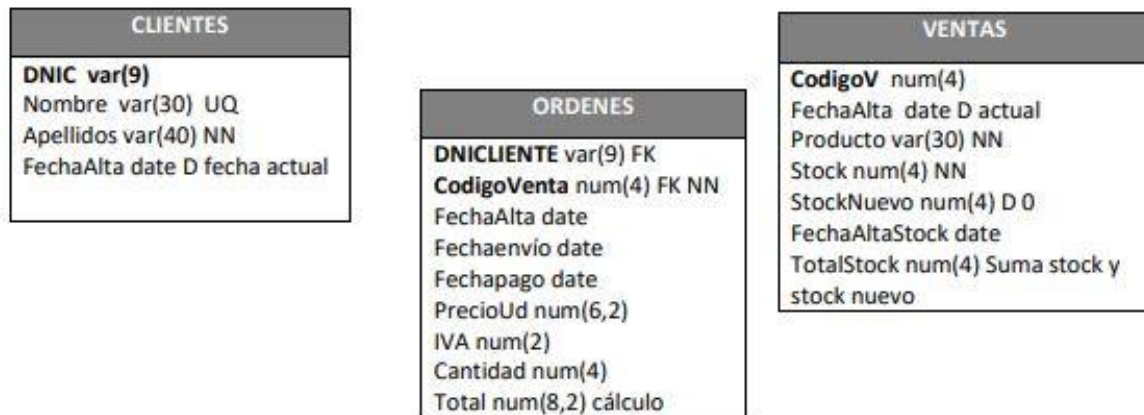 CLIENTES
DNIC var(9)
Nombre var(30) UQ
Apellidos var(40) NN
FechaAlta date D fecha actual
ORDENES
DNICLIENTE var(9) FK
CodigoVenta num(4) FK NN
FechaAlta date
Fechaenvío date
Fechapago date
PrecioUd num(6,2)
IVA num(2)
Cantidad num(4)
Total num(8,2) cálculo
VENTAS
CodigoV num(4)
FechaAlta date D actual
Producto var(30) NN
Stock num(4) NN
StockNuevo num(4) D 0
FechaAltaStock date
TotalStock num(4) Suma stock y
stock nuevo